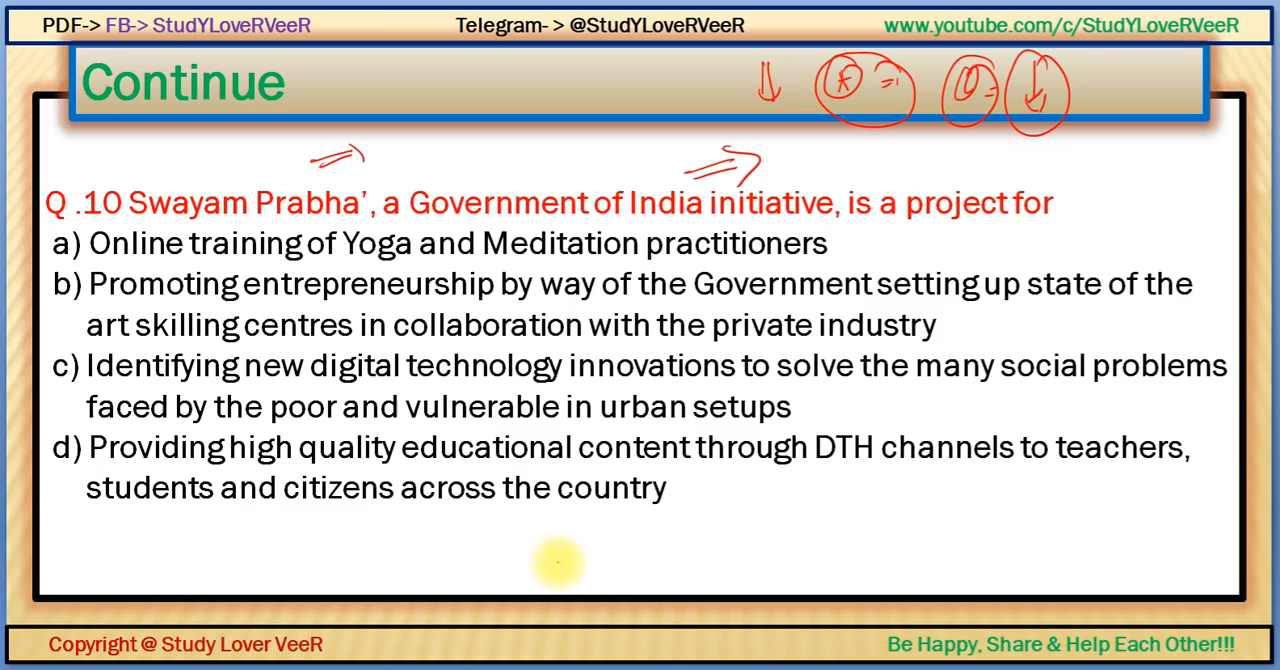 PDF-> FB-> StudYLoveRVeeR Telegram- > @StudYLoveRVeeR www.youtube.com/c/StudYLoveRVeeR
Continue
Q .10 Swayam Prabha’, a Government of India initiative, is a project for
a) Online training of Yoga and Meditation practitioners
b) Promoting entrepreneurship by way of the Government setting up state of the
art skilling centres in collaboration with the private industry
c) Identifying new digital technology innovations to solve the many social problems
faced by the poor and vulnerable in urban setups
d) Providing high quality educational content through DTH channels to teachers,
students and citizens across the country
Copyright @ Study Lover VeeR Be Happy, Share & Help Each Other!!!